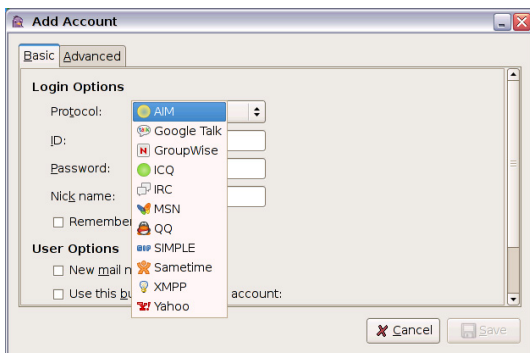 Add Account
Basic Advanced
Login Options
Protocol: AIM
Google Talk
ID:
N GroupWise
Password: ICQ
IRC
Nick name:
MSN
Remember
QQ
User Options SIMPLE
New mail n Sametime
XMPP
Use this bu account:
Yahoo
Cancel Save